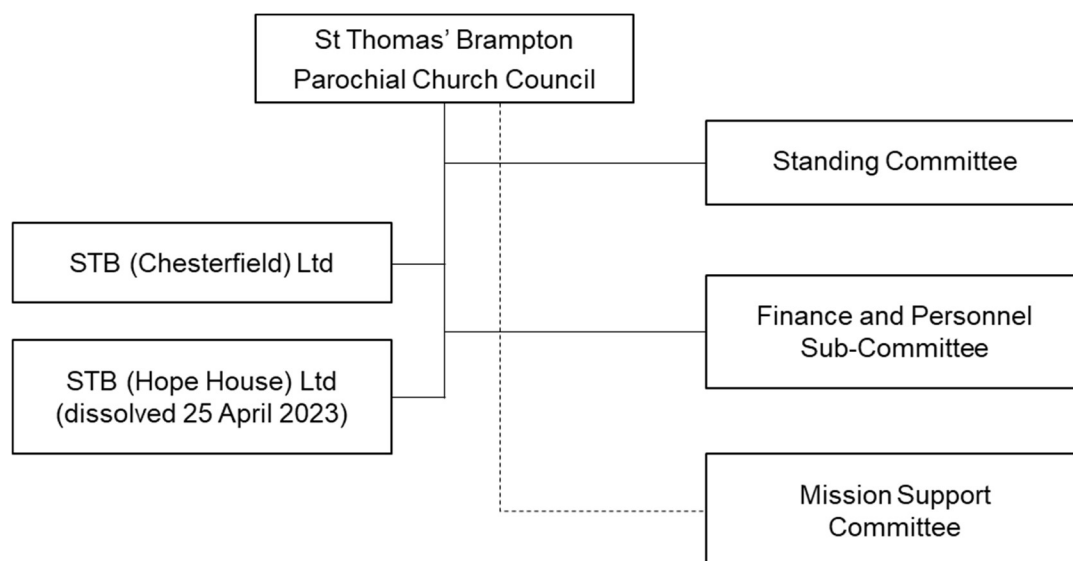 St Thomas’ Brampton
Parochial Church Council
Standing Committee
STB (Chesterfield) Ltd
Finance and Personnel
Sub-Committee
STB (Hope House) Ltd
(dissolved 25 April 2023)
Mission Support
Committee